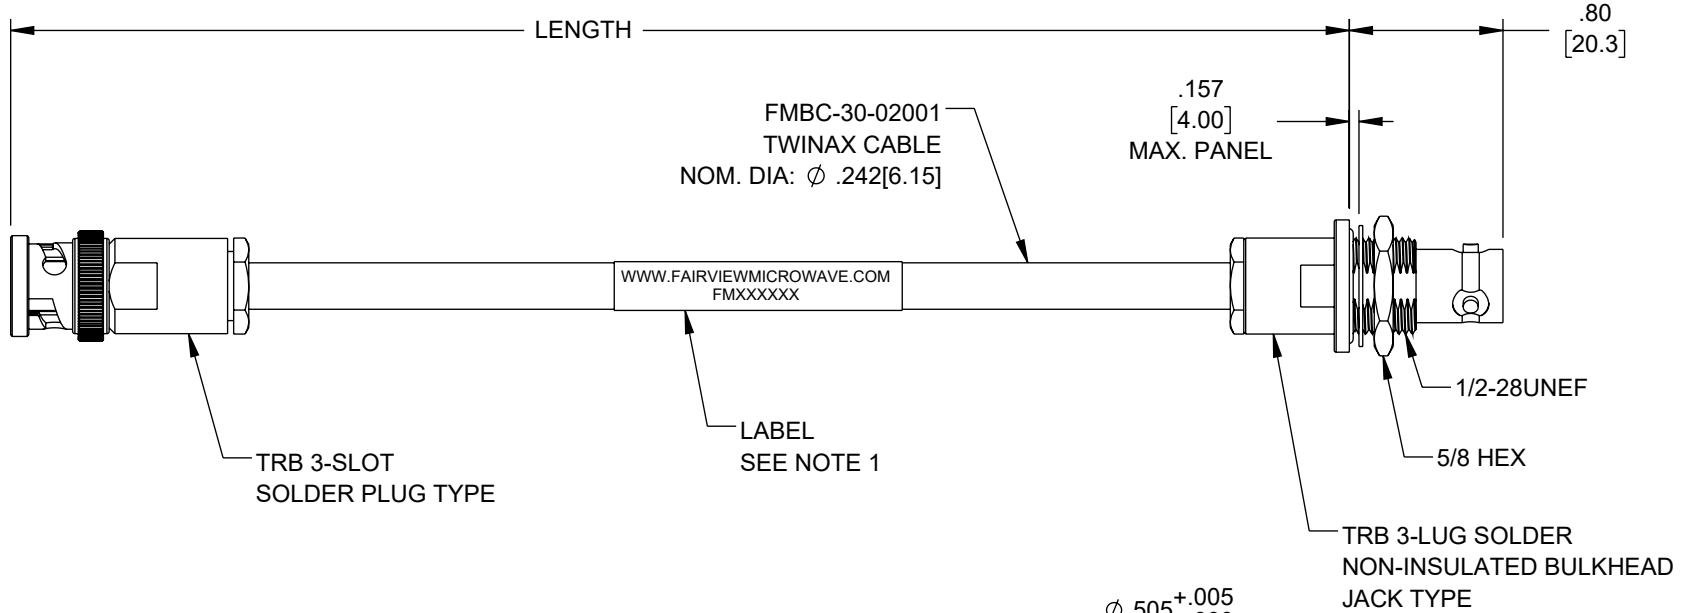 LENGTH
.80
[20.3]
.157
[4.00]
MAX. PANEL
FMBC-30-02001
TWINAX CABLE
NOM. DIA: ∅ .242[6.15]
WWW.FAIRVIEWMICROWAVE.COM
FMXXXXXX
1/2-28UNEF
5/8 HEX
LABEL
SEE NOTE 1
TRB 3-SLOT
SOLDER PLUG TYPE
TRB 3-LUG SOLDER
NON-INSULATED BULKHEAD
JACK TYPE
∅ .505 +.005